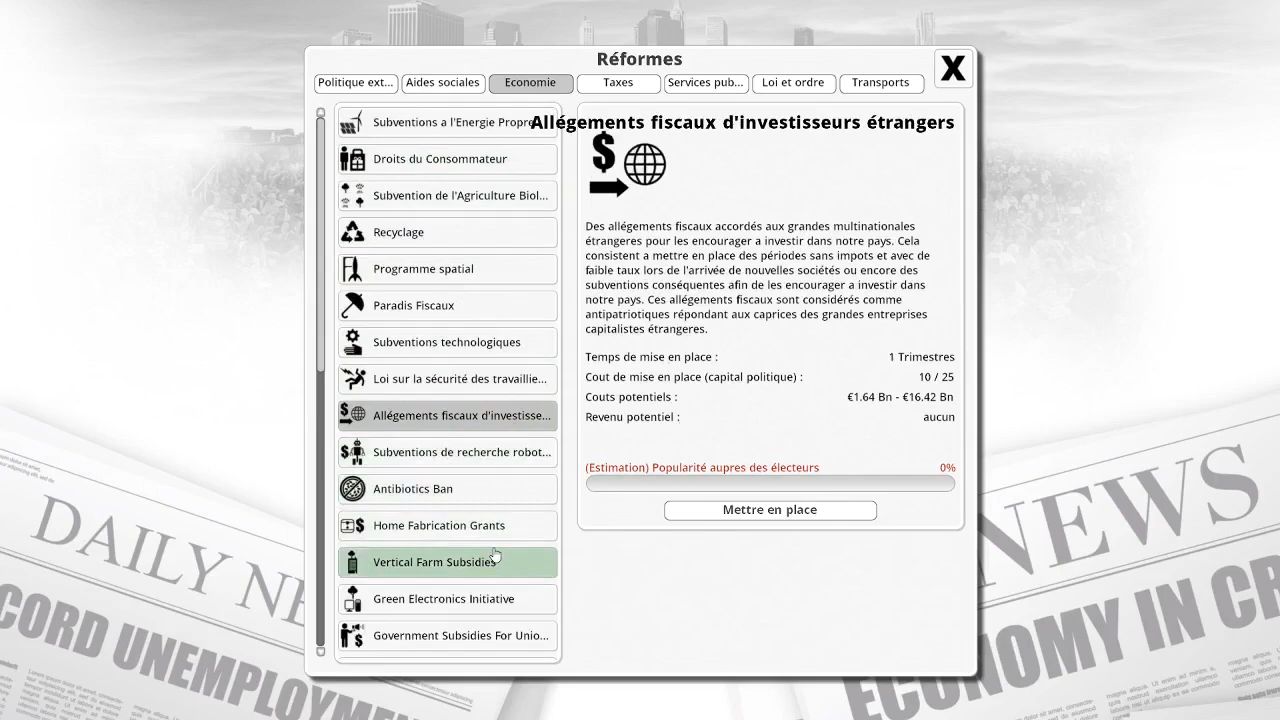 Réformes
X
Politique ext...
Aides sociales
Economie
Taxes
Services pub...
Loi et ordre
Transports
Subventions a l'Energie Propre
Droits du Consommateur
Subvention de l'Agriculture Biol...
Recyclage
Programme spatial
Paradis Fiscaux
Subventions technologiques
Loi sur la sécurité des travaillie...
Allégements fiscaux d'investisse...
Subventions de recherche robot...
Antibiotics Ban
Home Fabrication Grants
Vertical Farm Subsidies
Green Electronics Initiative
Government Subsidies For Unio...
Allégements fiscaux d'investisseurs étrangers
Des allégements fiscaux accordés aux grandes multinationales
étrangeres pour les encourager a investir dans notre pays. Cela
consistent a mettre en place des périodes sans impots et avec de
faible taux lors de l'arrivée de nouvelles sociétés ou encore des
subventions conséquentes afin de les encourager a investir dans
notre pays. Ces allégements fiscaux sont considérés comme
antipatriotiques répondant aux caprices des grandes entreprises
capitalistes étrangeres.
Temps de mise en place : 1 Trimestres
Cout de mise en place (capital politique) : 10 / 25
Couts potentiels : €1.64 Bn - €16.42 Bn
Revenu potentiel : aucun
(Estimation) Popularité aupres des électeurs 0%
Mettre en place
DAILY NE
CORD UNEMPLOYM
NEWS
ECONOMY IN CR